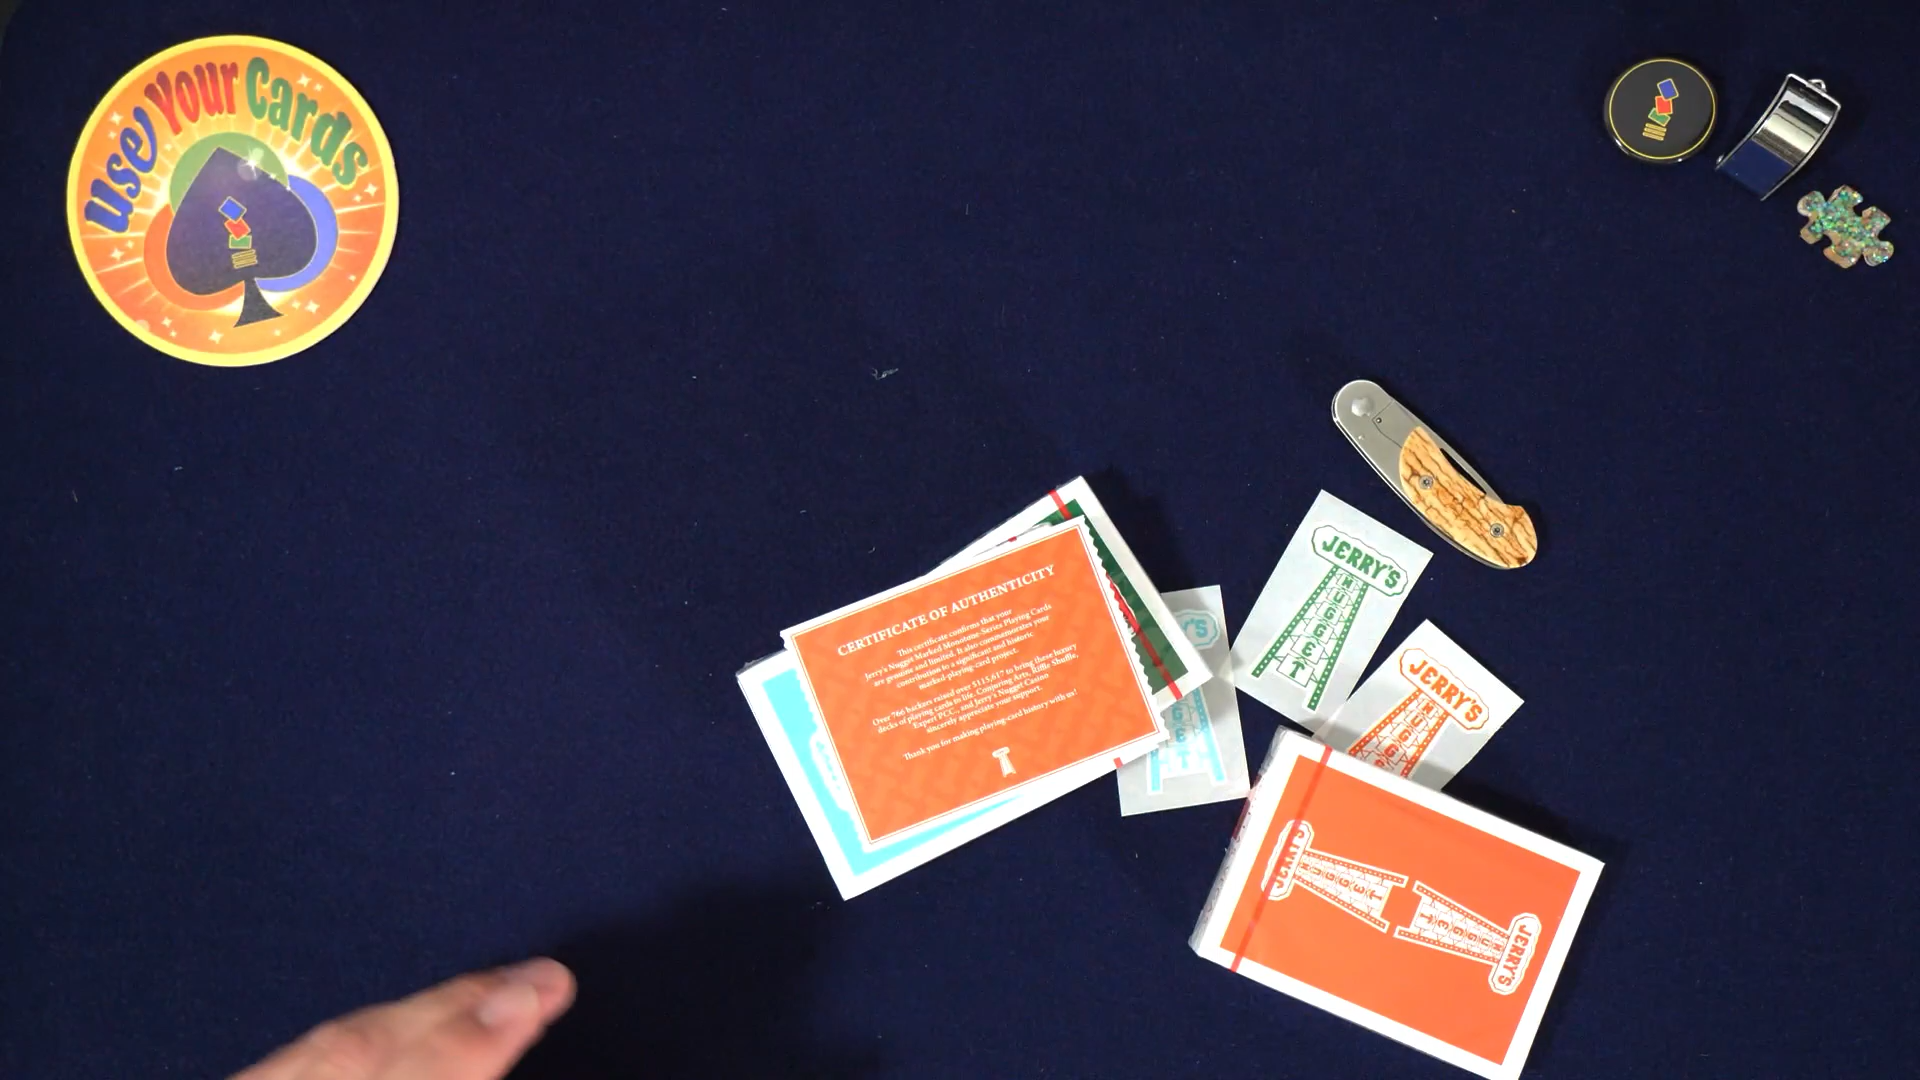 use Your Cards
CERTIFICATE OF AUTHENTICITY
This certificate confirms that your
Jerry's Nugget Marked Monotone Series Playing Cards
are genuine and limited. It also commemorates your
contribution to a significant and historic
marked-playing-card project.
Over 766 backers raised over $115,617 to bring these luxury
decks of playing cards to life. Conjuring Arts, Riffle Shuffle,
Expert PCC, and Jerry's Nugget Casino
sincerely appreciate your support.
Thank you for making playing-card history with us!
JERRY'S
NUGGET
JERRY'S
NUGG
JERRY'S
NUGGET
JERRY'S
NUGGET